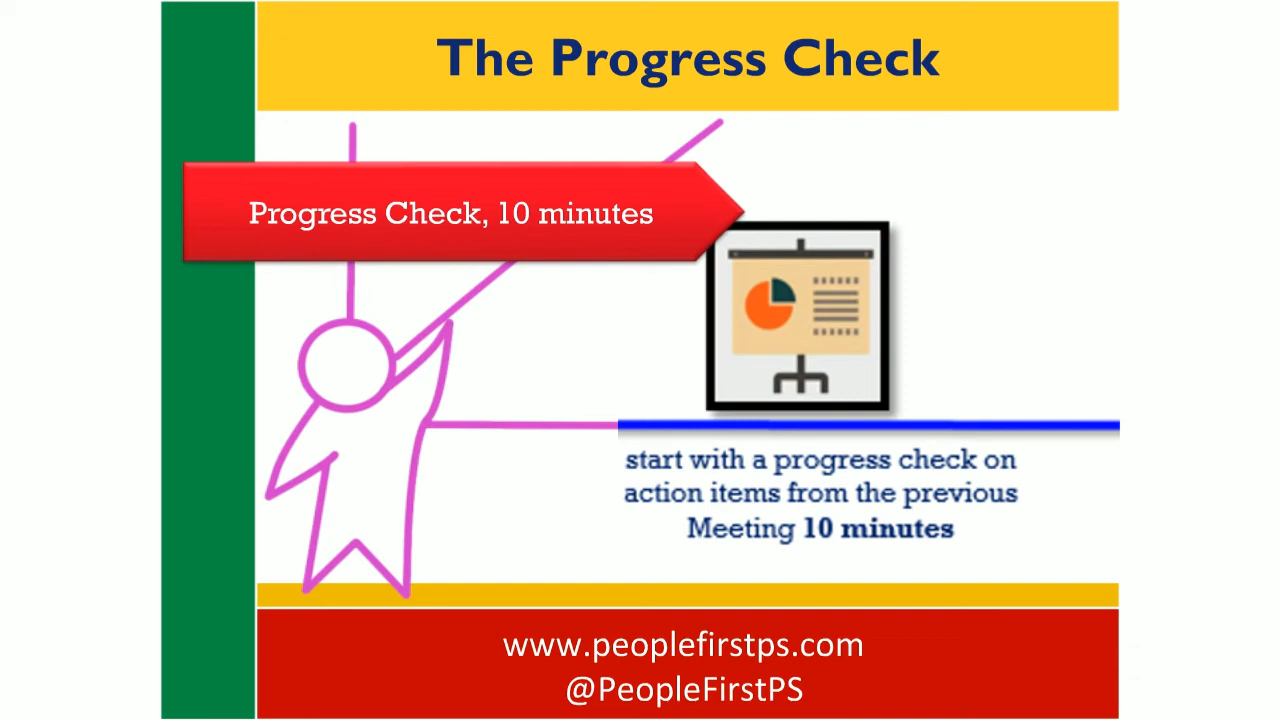 The Progress Check
Progress Check, 10 minutes
start with a progress check on
action items from the previous
Meeting 10 minutes
www.peoplefirstps.com
@PeopleFirstPS